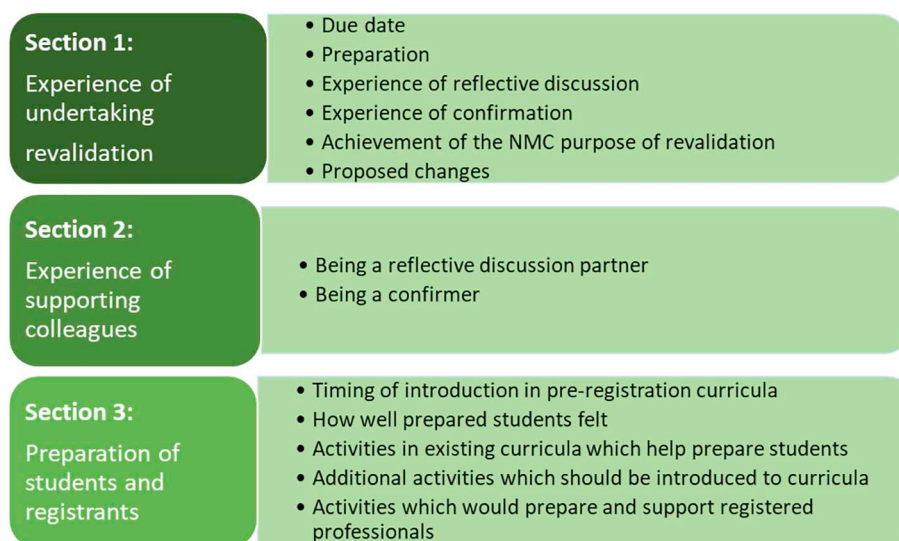 Section 1:
Experience of
undertaking
revalidation
• Due date
• Preparation
• Experience of reflective discussion
• Experience of confirmation
• Achievement of the NMC purpose of revalidation
• Proposed changes
Section 2:
Experience of
supporting
colleagues
• Being a reflective discussion partner
• Being a confirmer
Section 3:
Preparation of
students and
registrants
• Timing of introduction in pre-registration curricula
• How well prepared students felt
• Activities in existing curricula which help prepare students
• Additional activities which should be introduced to curricula
• Activities which would prepare and support registered
professionals